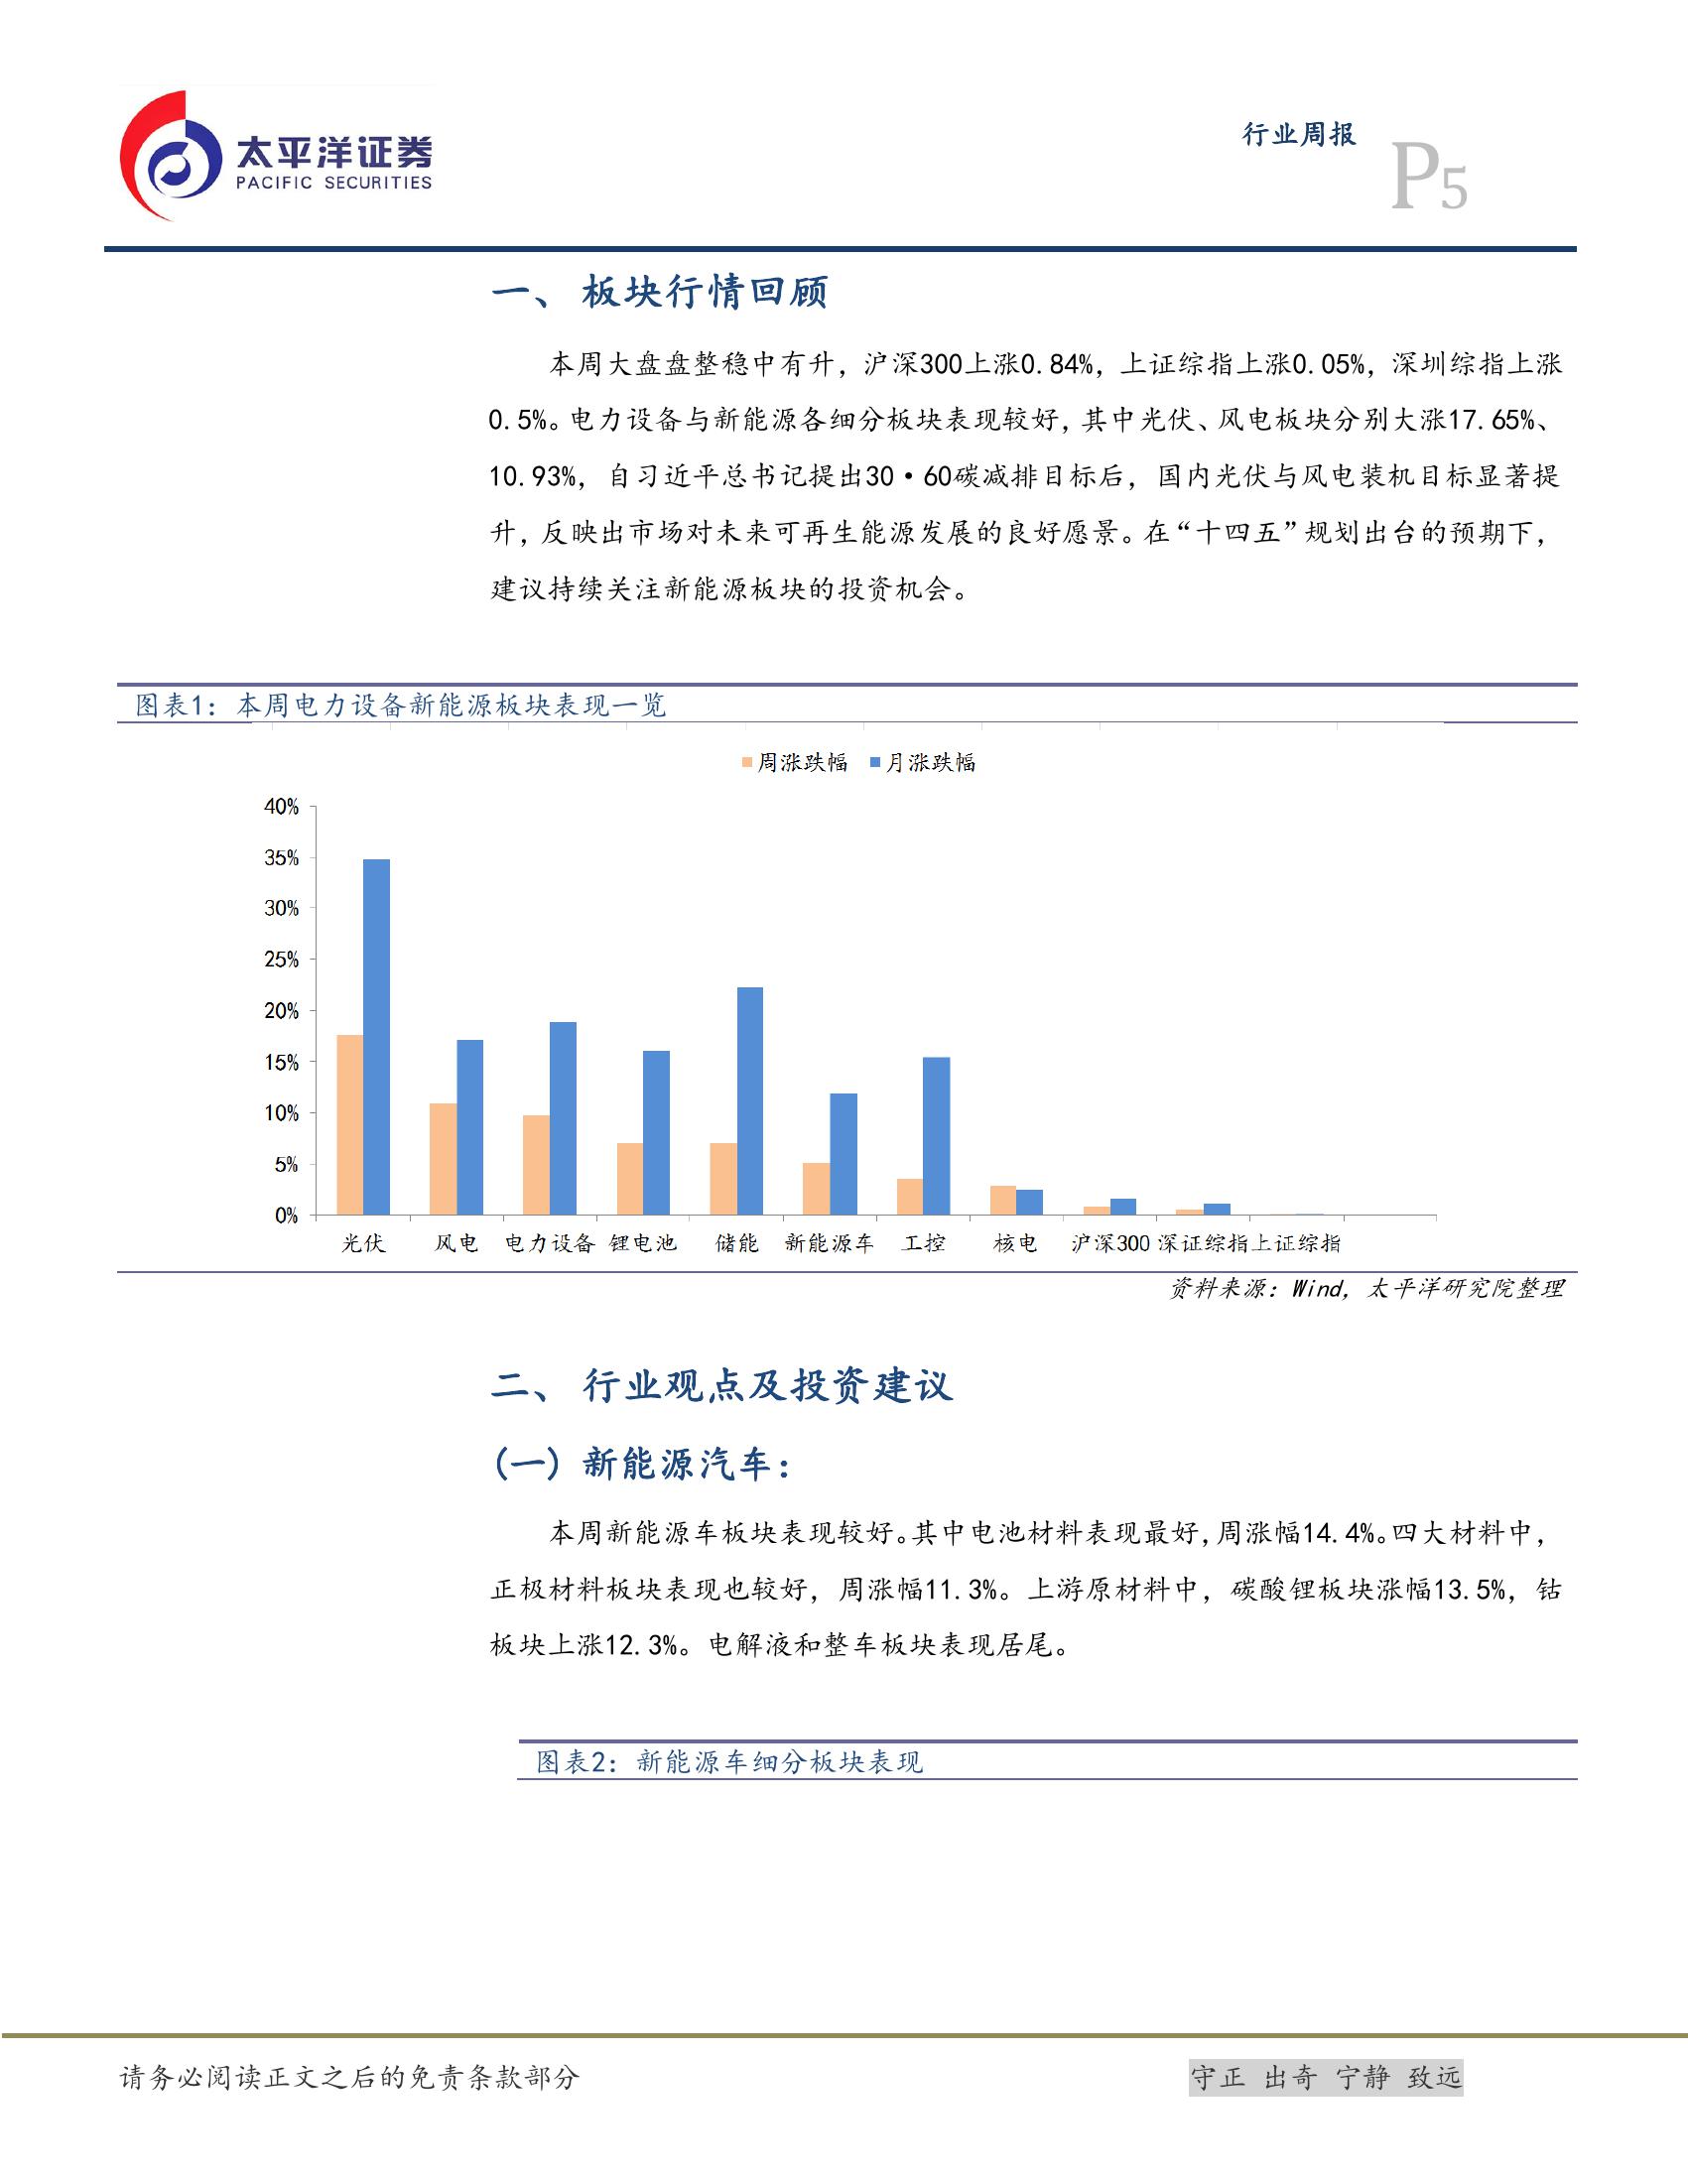 太平洋证券
PACIFIC SECURITIES
行业周报
P5
一、 板块行情回顾
本周大盘盘整稳中有升，沪深300上涨0.84%，上证综指上涨0.05%，深圳综指上涨
0.5%。电力设备与新能源各细分板块表现较好，其中光伏、风电板块分别大涨17.65%、
10.93%，自习近平总书记提出30·60碳减排目标后，国内光伏与风电装机目标显著提
升，反映出市场对未来可再生能源发展的良好愿景。在“十四五”规划出台的预期下，
建议持续关注新能源板块的投资机会。
图表1：本周电力设备新能源板块表现一览
周涨跌幅 月涨跌幅
40%
35%
30%
25%
20%
15%
10%
5%
0%
光伏 风电 电力设备 锂电池 储能 新能源车 工控 核电 沪深300 深证综指 上证综指
资料来源：Wind，太平洋研究院整理
二、 行业观点及投资建议
(一) 新能源汽车：
本周新能源车板块表现较好。其中电池材料表现最好，周涨幅14.4%。四大材料中，
正极材料板块表现也较好，周涨幅11.3%。上游原材料中，碳酸锂板块涨幅13.5%，钴
板块上涨12.3%。电解液和整车板块表现居尾。
图表2：新能源车细分板块表现
请务必阅读正文之后的免责条款部分
守正 出奇 宁静 致远